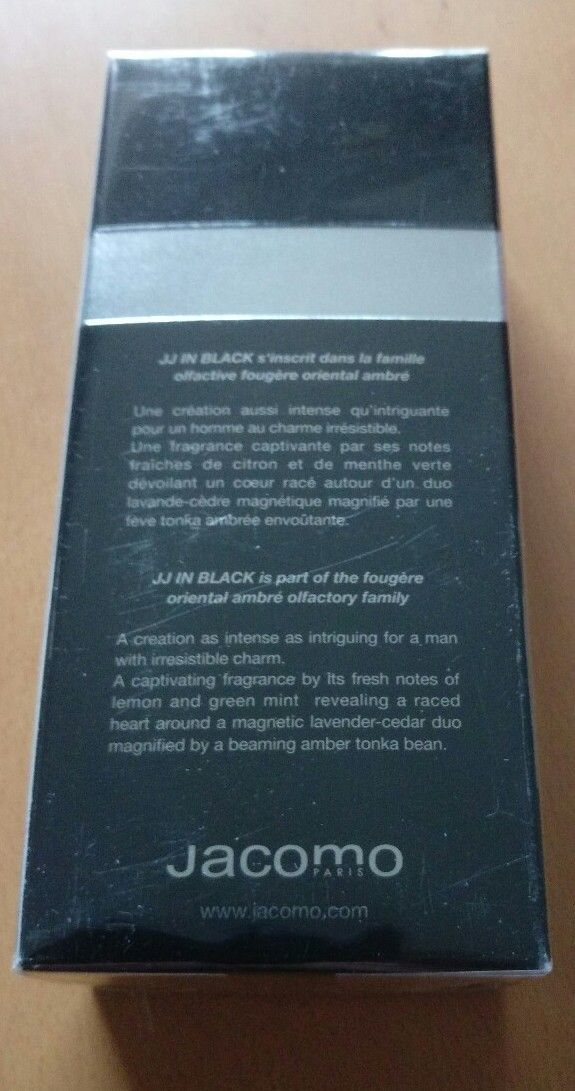 JJ IN BLACK s'inscrit dans la famille
olfactive fougère oriental ambré
Une création aussi intense qu'intriguante
pour un homme au charme irrésistible.
Une fragrance captivante par ses notes
fraîches de citron et de menthe verte
dévoilant un cœur racé autour d'un duo
lavande-cèdre magnétique magnifié par une
fève tonka ambrée envoûtante.
JJ IN BLACK is part of the fougère
oriental ambré olfactory family
A creation as intense as intriguing for a man
with irresistible charm.
A captivating fragrance by Its fresh notes of
lemon and green mint revealing a raced
heart around a magnetic lavender-cedar duo
magnified by a beaming amber tonka bean.
Jacomo
PARIS
www.jacomo.com